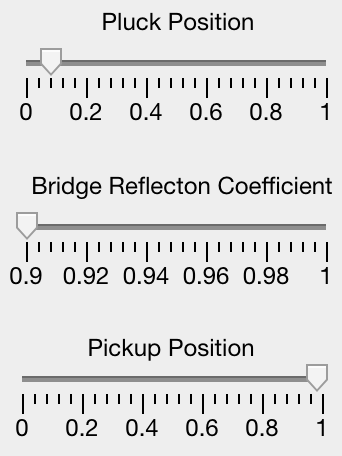 Pluck Position
0 0.2 0.4 0.6 0.8 1
Bridge Reflecton Coefficient
0.9 0.92 0.94 0.96 0.98 1
Pickup Position
0 0.2 0.4 0.6 0.8 1